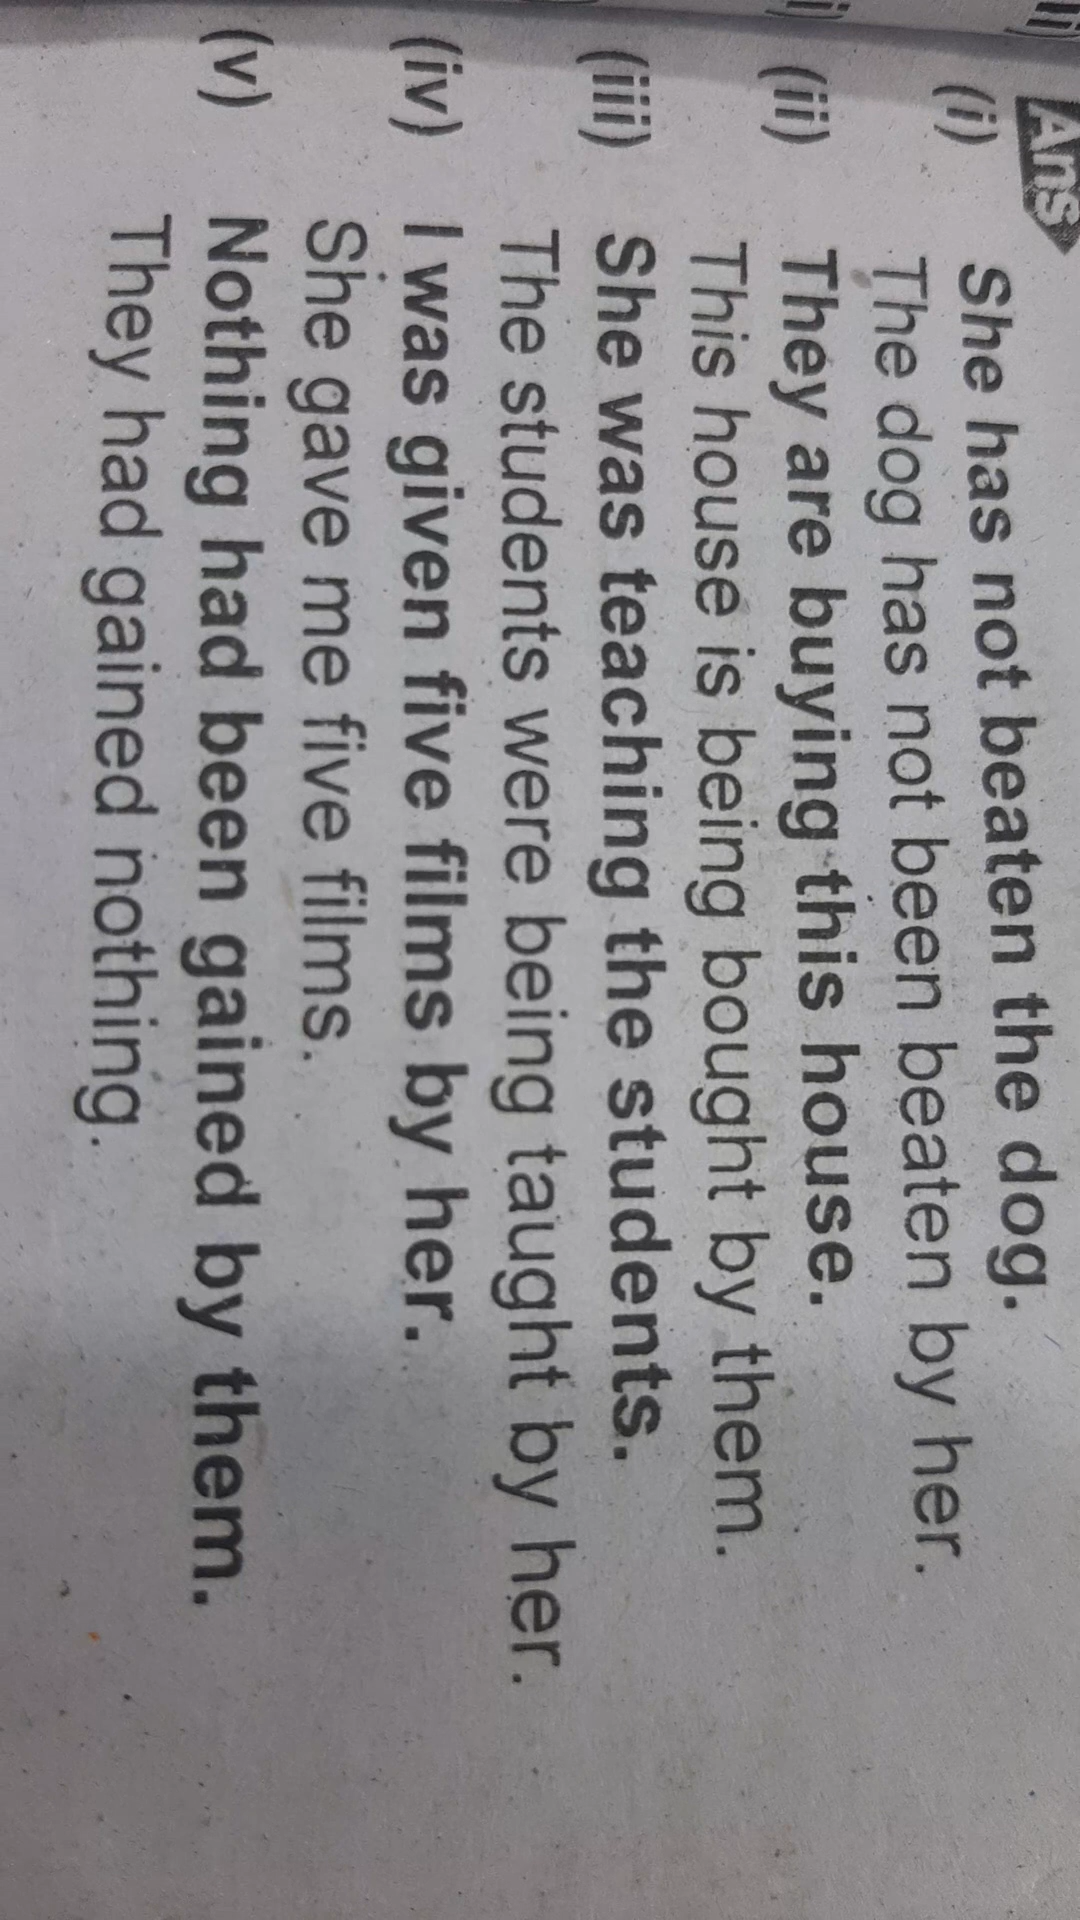 Ans
(i) She has not beaten the dog.
The dog has not been beaten by her.
(ii) They are buying this house.
This house is being bought by them.
(iii) She was teaching the students.
The students were being taught by her.
(iv) I was given five films by her.
She gave me five films.
(v) Nothing had been gained by them.
They had gained nothing.